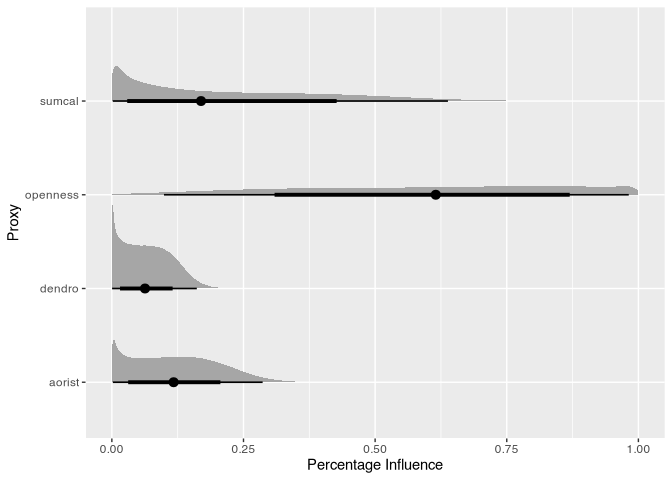 sumcal
openness
dendro
aorist
Proxy
0.00 0.25 0.50 0.75 1.00
Percentage Influence